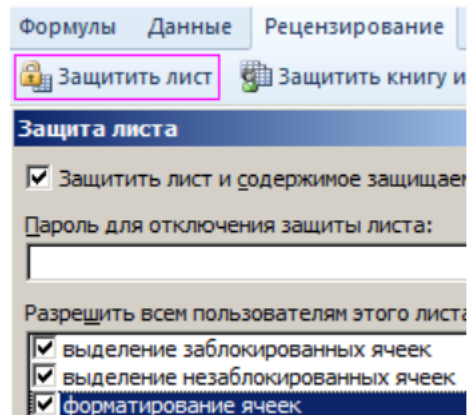 Формулы Данные Рецензирование
Защитить лист Защитить книгу и
Защита листа
Защитить лист и содержимое защищаем
Пароль для отключения защиты листа:
Разрешить всем пользователям этого листа
выделение заблокированных ячеек
выделение незаблокированных ячеек
форматирование ячеек